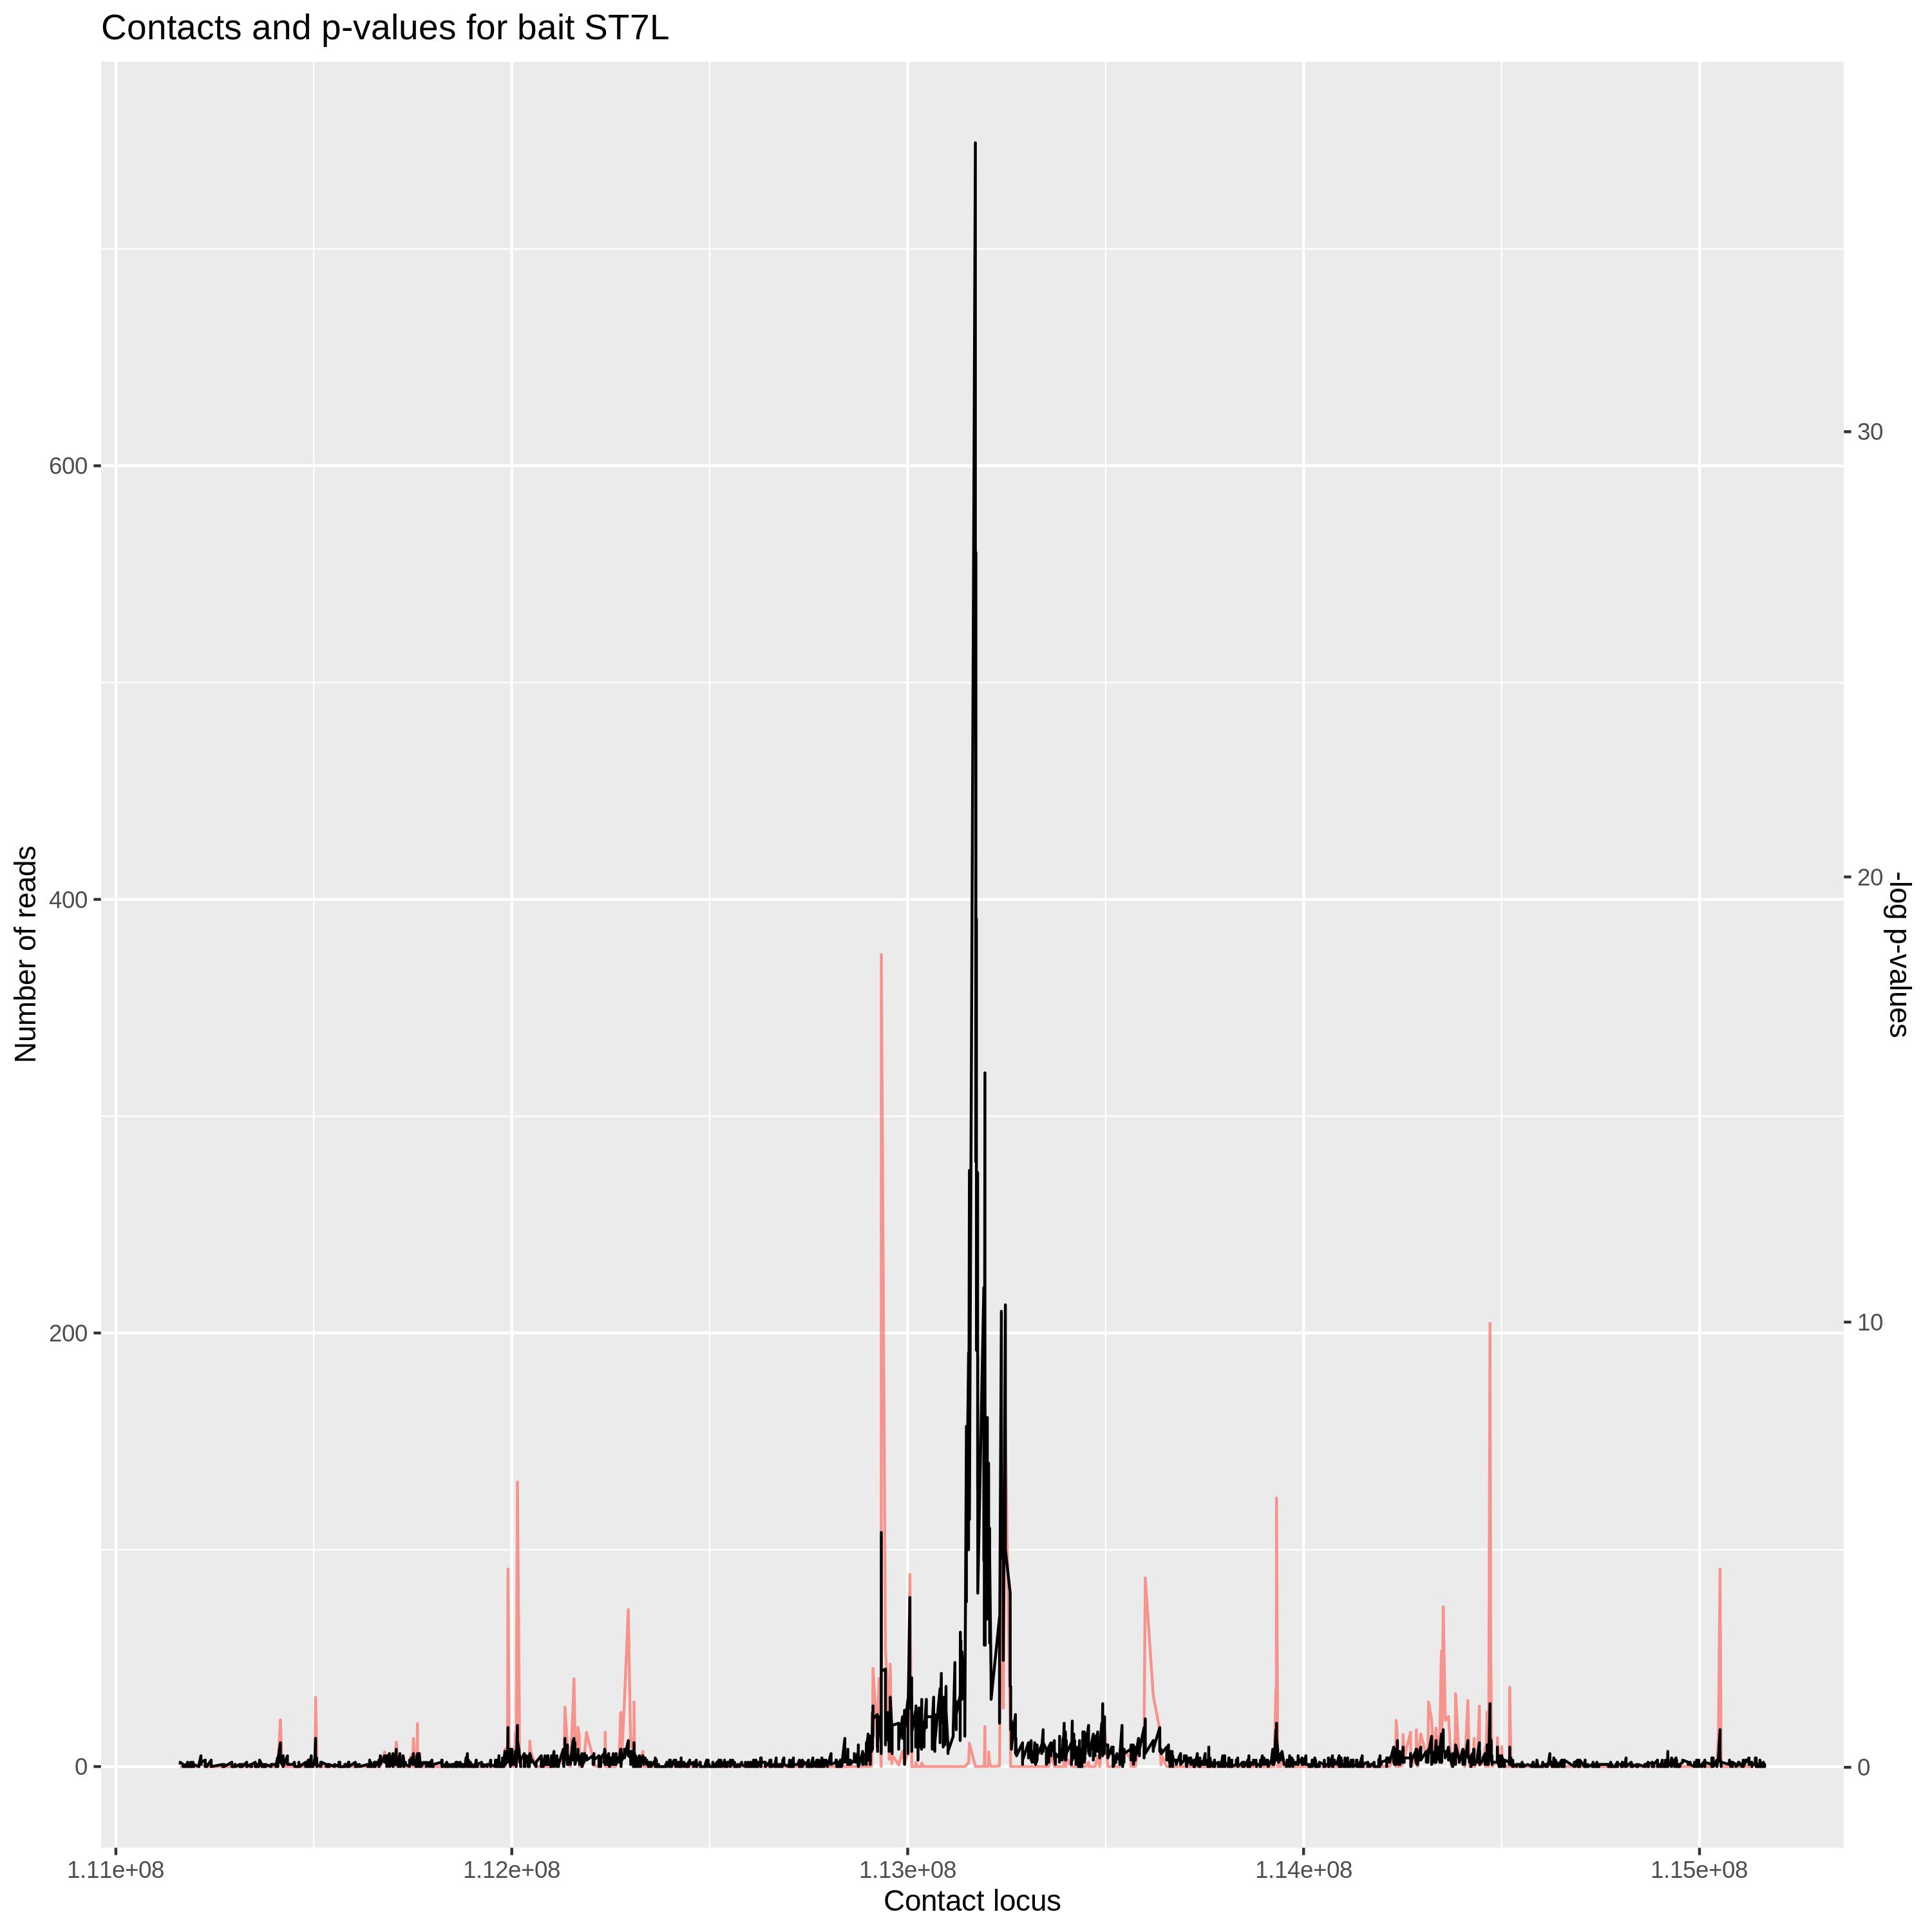 Contacts and p-values for bait ST7L
Number of reads
600
400
200
0
30
20
10
0
-log p-values
1.11e+08
1.12e+08
1.13e+08
1.14e+08
1.15e+08
Contact locus